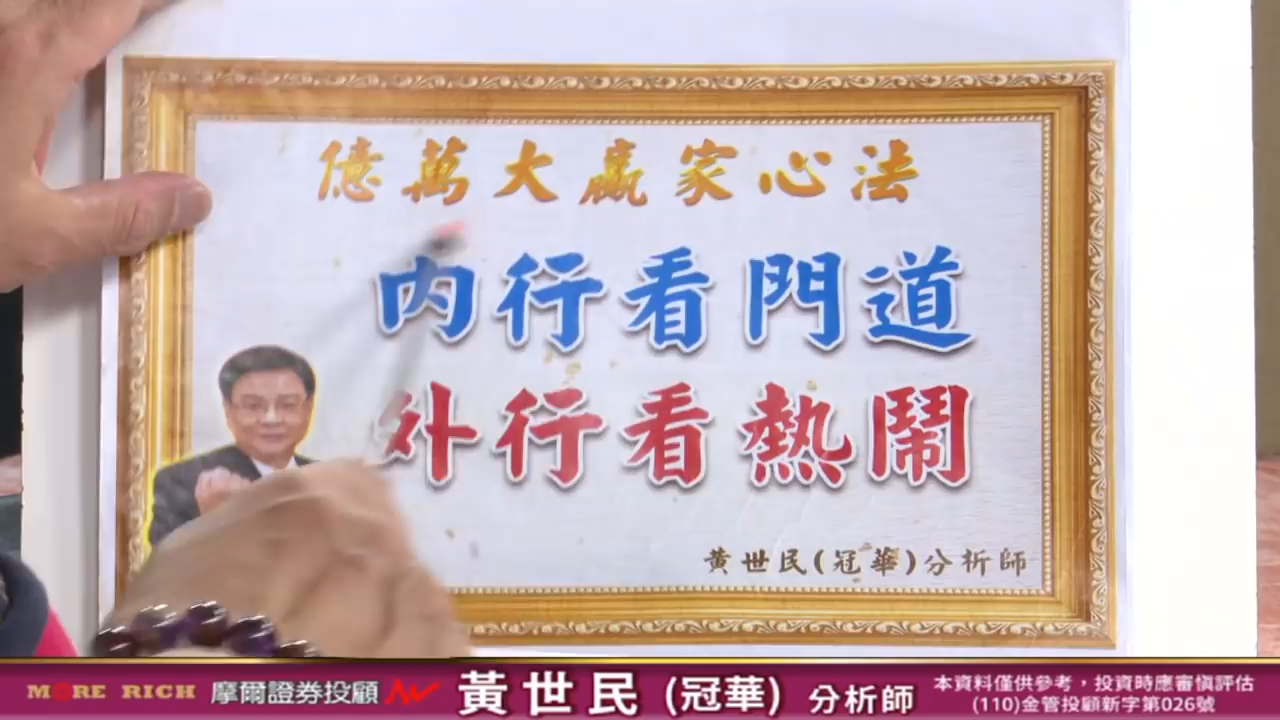 億萬大贏家心法
內行看門道
外行看熱鬧
黃世民(冠華)分析師
MORE RICH 摩爾證券投顧 黃世民 (冠華) 分析師
本資料僅供參考，投資時應審慎評估
(110)金管投顧新字第026號